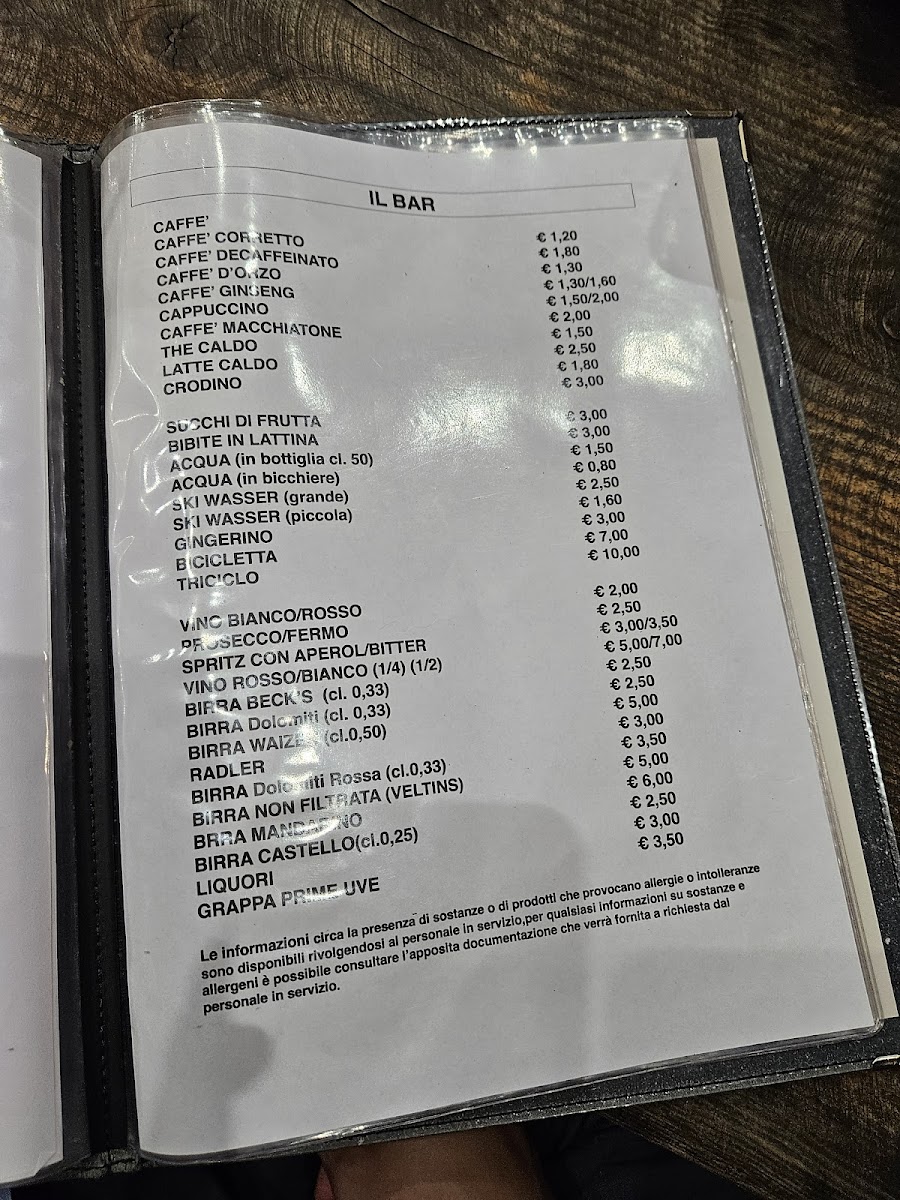 IL BAR
CAFFE' € 1,20
CAFFE' CORRETTO € 1,80
CAFFE' DECAFFEINATO € 1,30
CAFFE' D'ORZO € 1,30/1,60
CAFFE' GINSENG € 1,50/2,00
CAPPUCCINO € 2,00
CAFFE' MACCHIATONE € 1,50
THE CALDO € 2,50
LATTE CALDO € 1,80
CRODINO € 3,00
SUCCHI DI FRUTTA € 3,00
BIBITE IN LATTINA € 3,00
ACQUA (in bottiglia cl. 50) € 1,50
ACQUA (in bicchiere) € 0,80
SKI WASSER (grande) € 2,50
SKI WASSER (piccola) € 1,60
GINGERINO € 3,00
BICICLETTA € 7,00
TRICICLO € 10,00
VINO BIANCO/ROSSO € 2,00
PROSECCO/FERMO € 2,50
SPRITZ CON APEROL/BITTER € 3,00/3,50
VINO ROSSO/BIANCO (1/4) (1/2) € 5,00/7,00
BIRRA BECK'S (cl. 0,33) € 2,50
BIRRA Dolomiti (cl. 0,33) € 2,50
BIRRA WAIZEN (cl.0,50) € 5,00
RADLER € 3,00
BIRRA Dolomiti Rossa (cl.0,33) € 3,50
BIRRA NON FILTRATA (VELTINS) € 5,00
BRRA MANDARINO € 6,00
BIRRA CASTELLO(cl.0,25) € 2,50
LIQUORI € 3,00
GRAPPA PRIME UVE € 3,50
Le informazioni circa la presenza di sostanze o di prodotti che provocano allergie o intolleranze
sono disponibili rivolgendosi al personale in servizio,per qualsiasi informazioni su sostanze e
allergeni è possibile consultare l'apposita documentazione che verrà fornita a richiesta dal
personale in servizio.